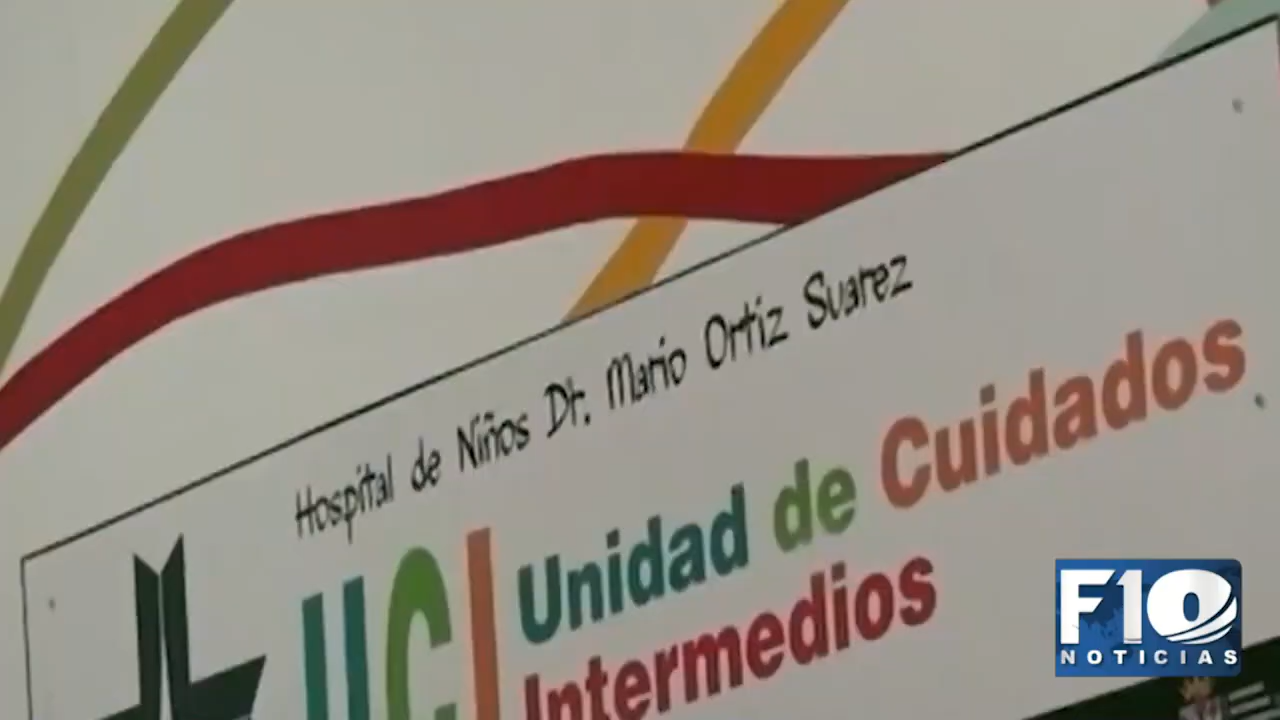 Hospital de Niños Dr. Mario Ortiz Suarez
UCI
Unidad de Cuidados
Intermedios
F10
NOTICIAS